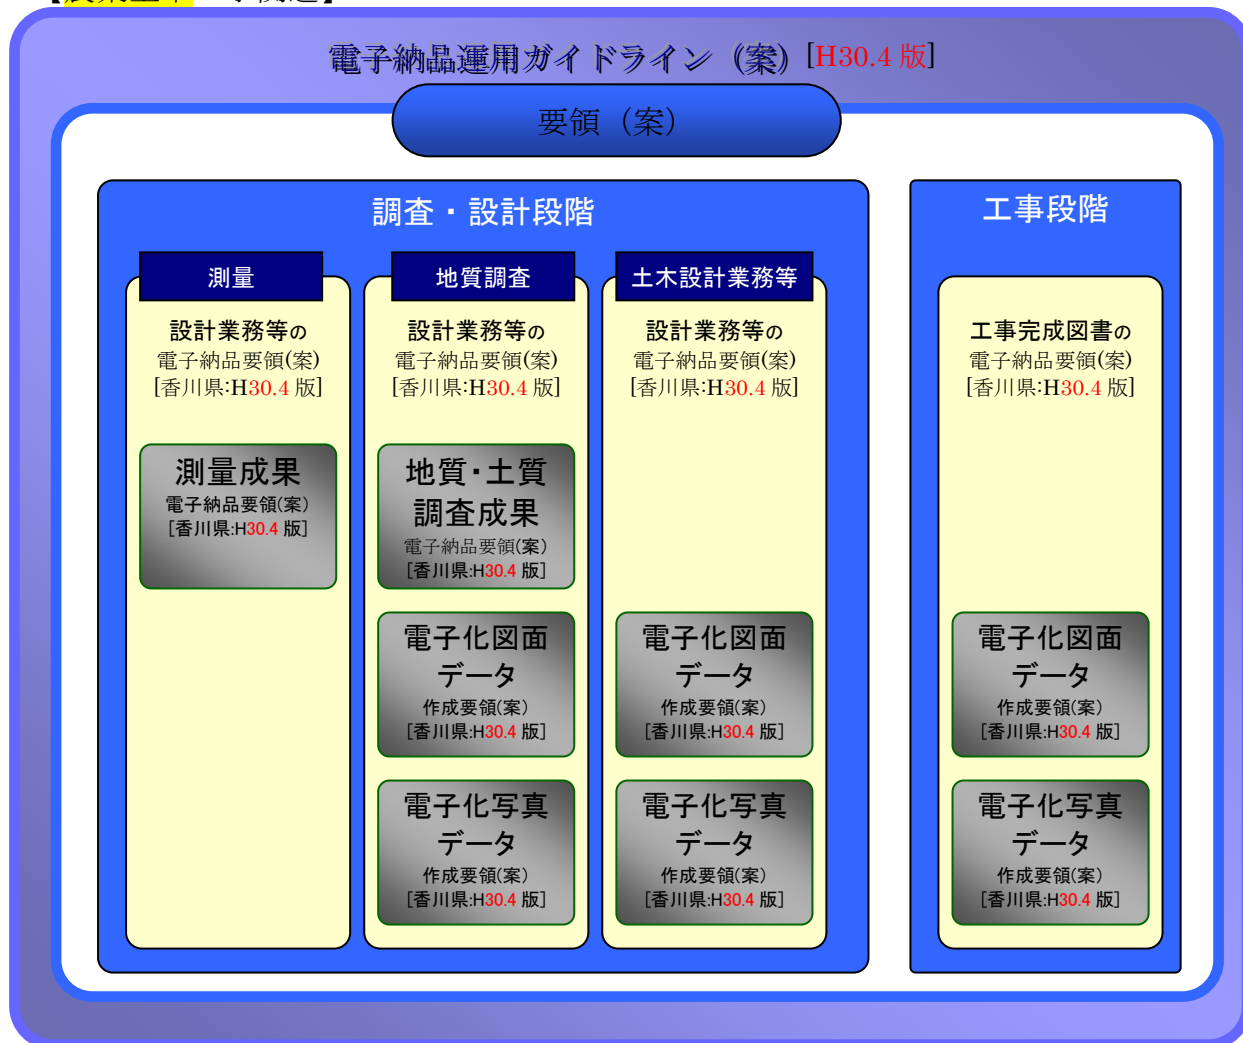 電子納品運用ガイドライン（案）[H30.4 版]
要領（案）
調査・設計段階
測量
設計業務等の
電子納品要領(案)
[香川県:H30.4 版]
測量成果
電子納品要領(案)
[香川県:H30.4 版]
地質調査
設計業務等の
電子納品要領(案)
[香川県:H30.4 版]
地質・土質
調査成果
電子納品要領(案)
[香川県:H30.4 版]
電子化図面
データ
作成要領(案)
[香川県:H30.4 版]
電子化写真
データ
作成要領(案)
[香川県:H30.4 版]
土木設計業務等
設計業務等の
電子納品要領(案)
[香川県:H30.4 版]
電子化図面
データ
作成要領(案)
[香川県:H30.4 版]
電子化写真
データ
作成要領(案)
[香川県:H30.4 版]
工事段階
工事完成図書の
電子納品要領(案)
[香川県:H30.4 版]
電子化図面
データ
作成要領(案)
[香川県:H30.4 版]
電子化写真
データ
作成要領(案)
[香川県:H30.4 版]